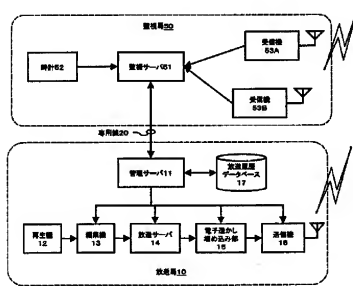 監視局50
時計52
監視サーバ51
受信機
53A
受信機
53B
専用線20
管理サーバ11
放送履歴
データベース
17
再生機
12
編集機
13
放送サーバ
14
電子透かし
埋め込み部
15
送信機
16
放送局10